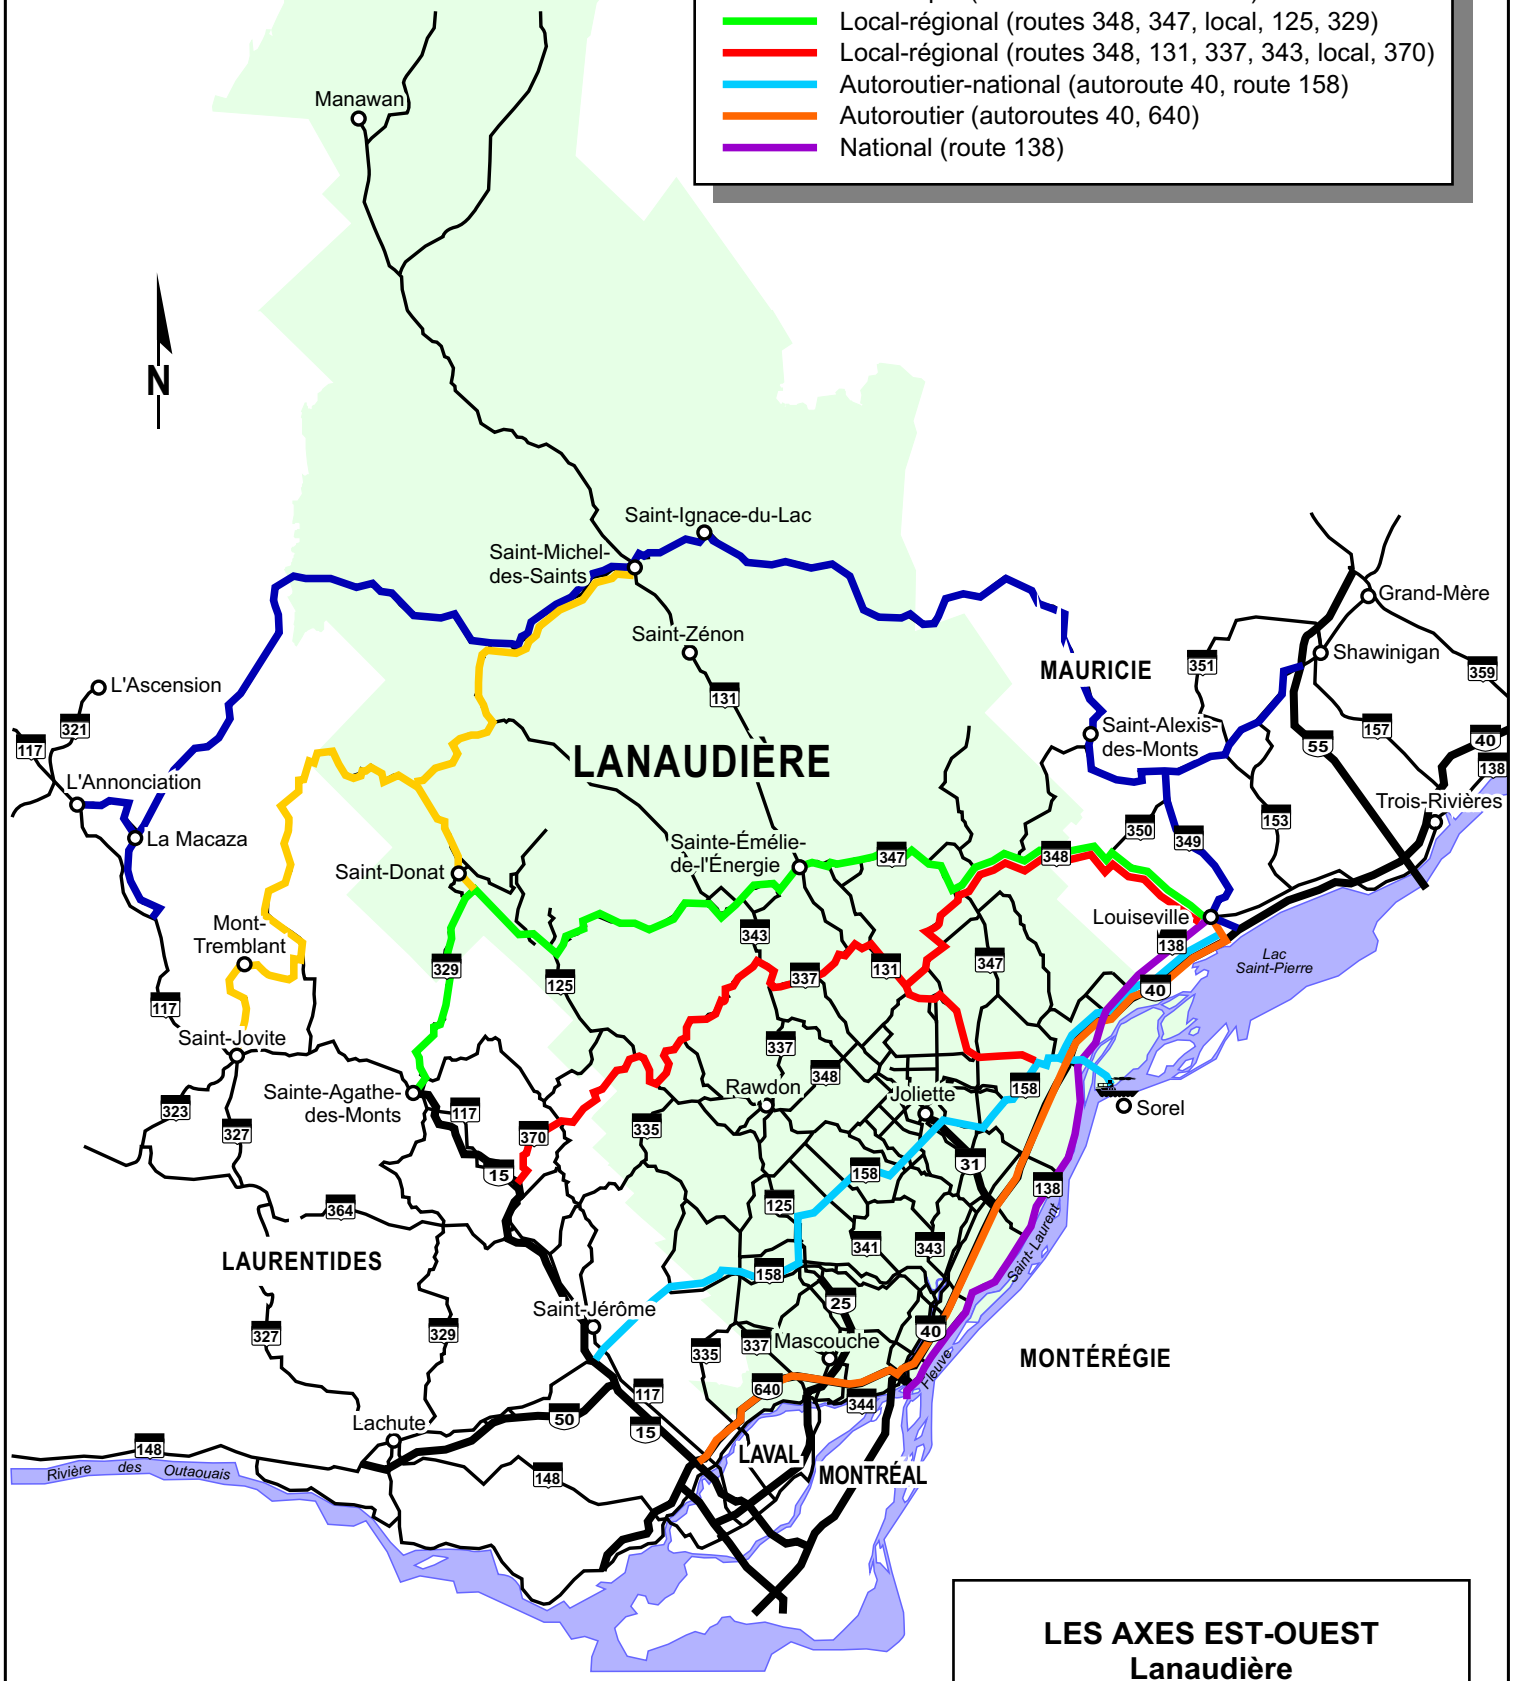 Local-régional (routes 348, 347, local, 125, 329)
Local-régional (routes 348, 131, 337, 343, local, 370)
Autoroutier-national (autoroute 40, route 158)
Autoroutier (autoroutes 40, 640)
National (route 138)
Manawan
N
Saint-Ignace-du-Lac
Saint-Michel-
des-Saints
Grand-Mère
Saint-Zénon
Shawinigan
MAURICIE
351
359
L'Ascension
131
321
117
Saint-Alexis-
des-Monts
157
55
40
138
LANAUDIÈRE
L'Annonciation
Trois-Rivières
La Macaza
350
349
153
Sainte-Émélie-
de-l'Énergie
347
348
Saint-Donat
Louiseville
Mont-
Tremblant
343
138
Lac
Saint-Pierre
329
125
337
131
347
40
117
Saint-Jovite
337
348
158
Sainte-Agathe-
des-Monts
Rawdon
Joliette
Sorel
323
327
117
370
335
15
158
31
138
364
125
341
343
Saint-Laurent
LAURENTIDES
158
25
Saint-Jérôme
327
329
335
337
Mascouche
40
MONTÉRÉGIE
Fleuve
640
344
117
Lachute
50
15
148
Rivière des Outaouais
148
LAVAL
MONTRÉAL
LES AXES EST-OUEST
Lanaudière